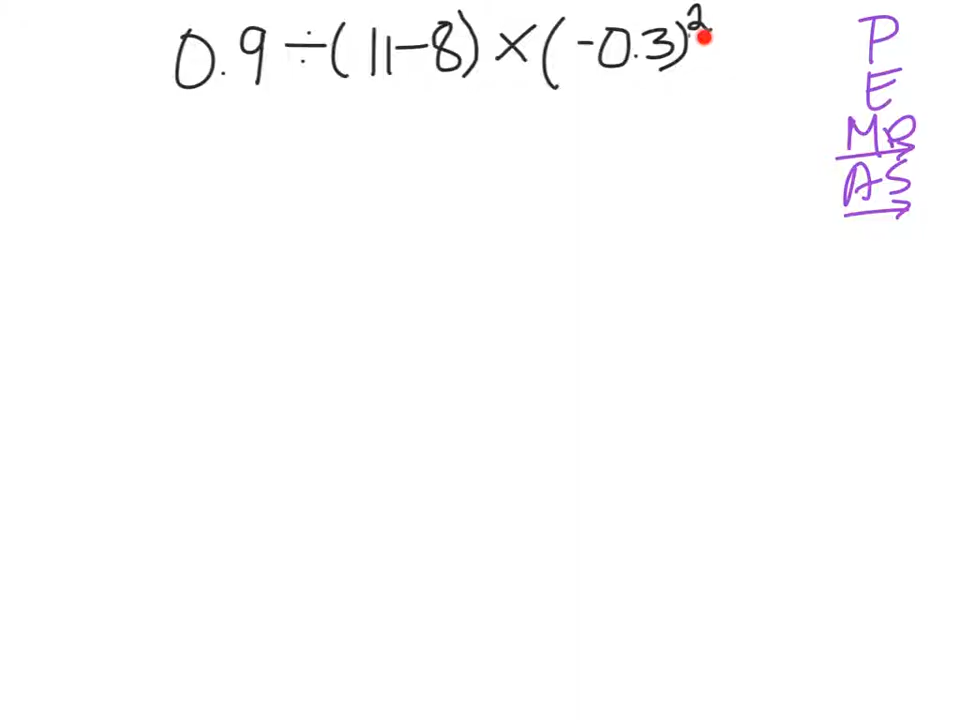 0.9 ÷ (11-8) × (-0.3)²
P
E
MD
AS